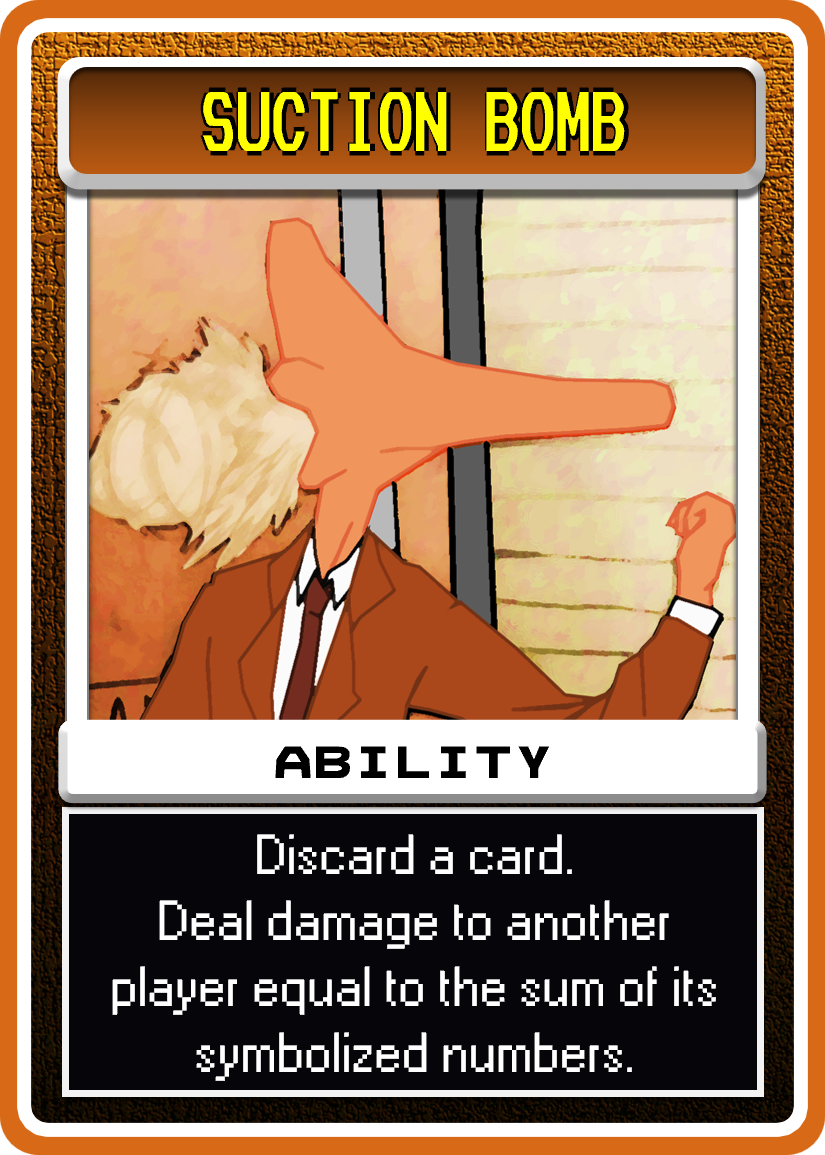 SUCTION BOMB
ABILITY
Discard a card.
Deal damage to another
player equal to the sum of its
symbolized numbers.